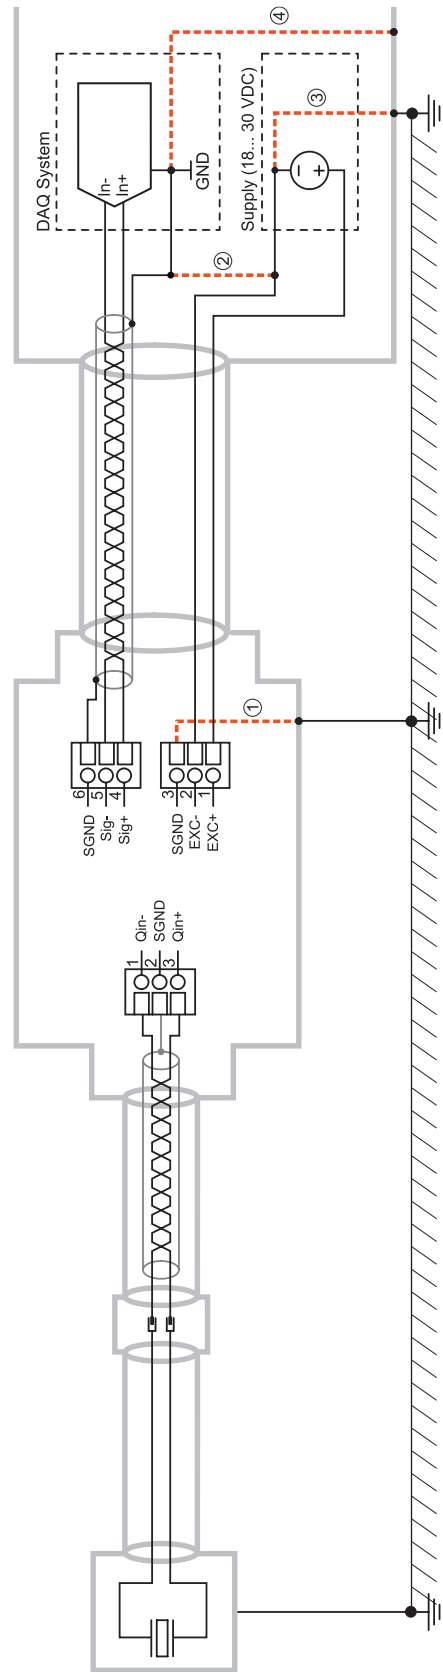 ④
DAQ System
In-
In+
GND
Supply (18... 30 VDC)
③
−
+
②
①
6
5
4
SGND
Sig-
Sig+
3
2
1
SGND
EXC-
EXC+
1
2
3
Qin-
SGND
Qin+